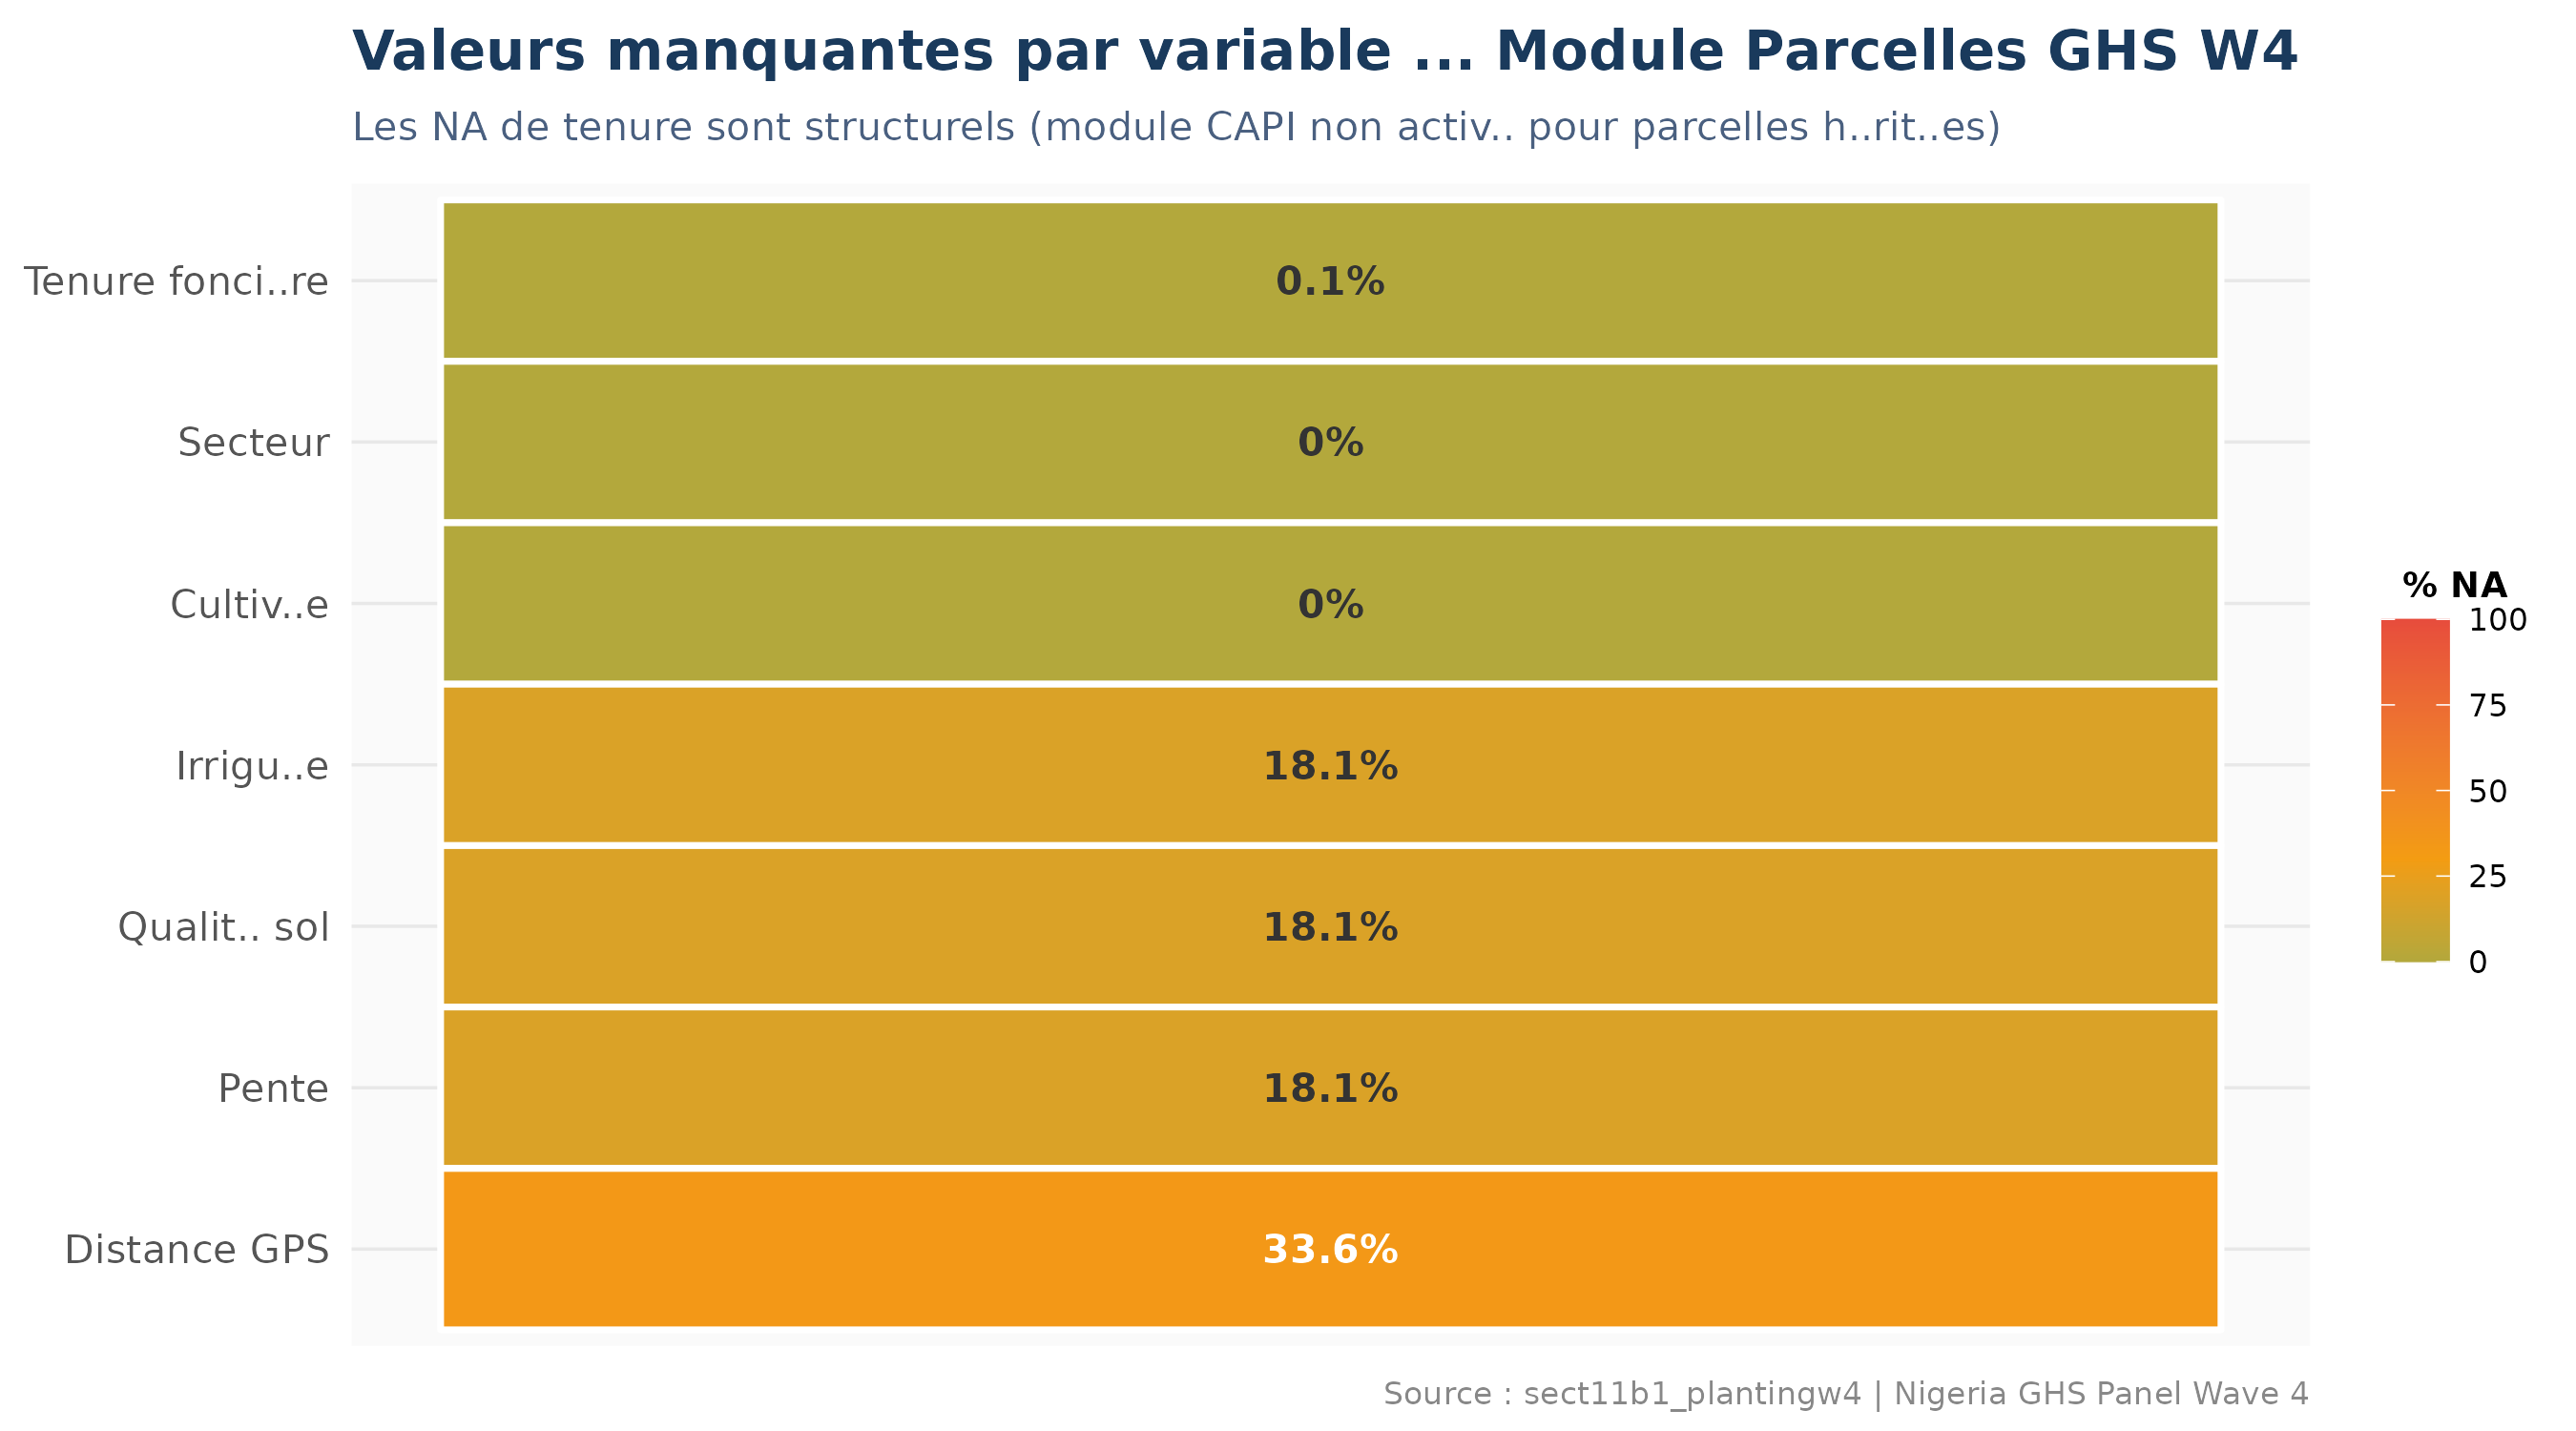 Valeurs manquantes par variable ... Module Parcelles GHS W4
Les NA de tenure sont structurels (module CAPI non activ.. pour parcelles h..rit..es)
Tenure fonci..re
0.1%
Secteur
0%
Cultiv..e
0%
Irrigu..e
18.1%
Qualit.. sol
18.1%
Pente
18.1%
Distance GPS
33.6%
% NA
100
75
50
25
0
Source : sect11b1_plantingw4 | Nigeria GHS Panel Wave 4